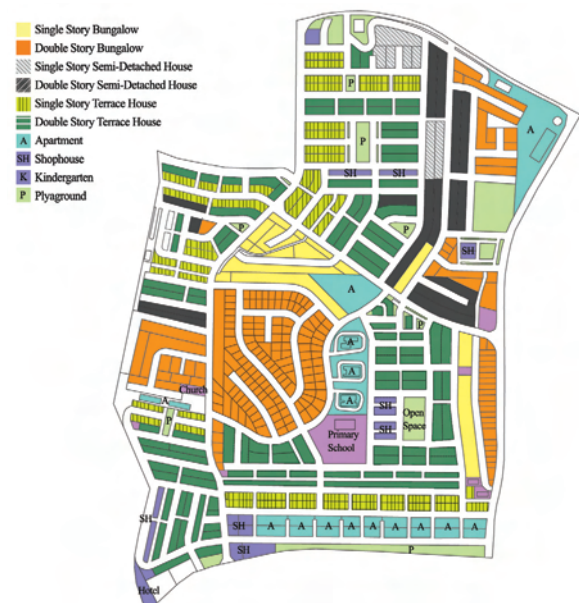 Single Story Bungalow
Double Story Bungalow
Single Story Semi-Detached House
Double Story Semi-Detached House
Single Story Terrace House
Double Story Terrace House
A Apartment
SH Shophouse
K Kindergarten
P Plyaground
P
A
P
SH SH
P
P
SH
A
P
A
A
Church
A
A
P
SH
SH
Open
Space
Primary
School
SH
SH A A A A A A A A A
SH
P
Hotel